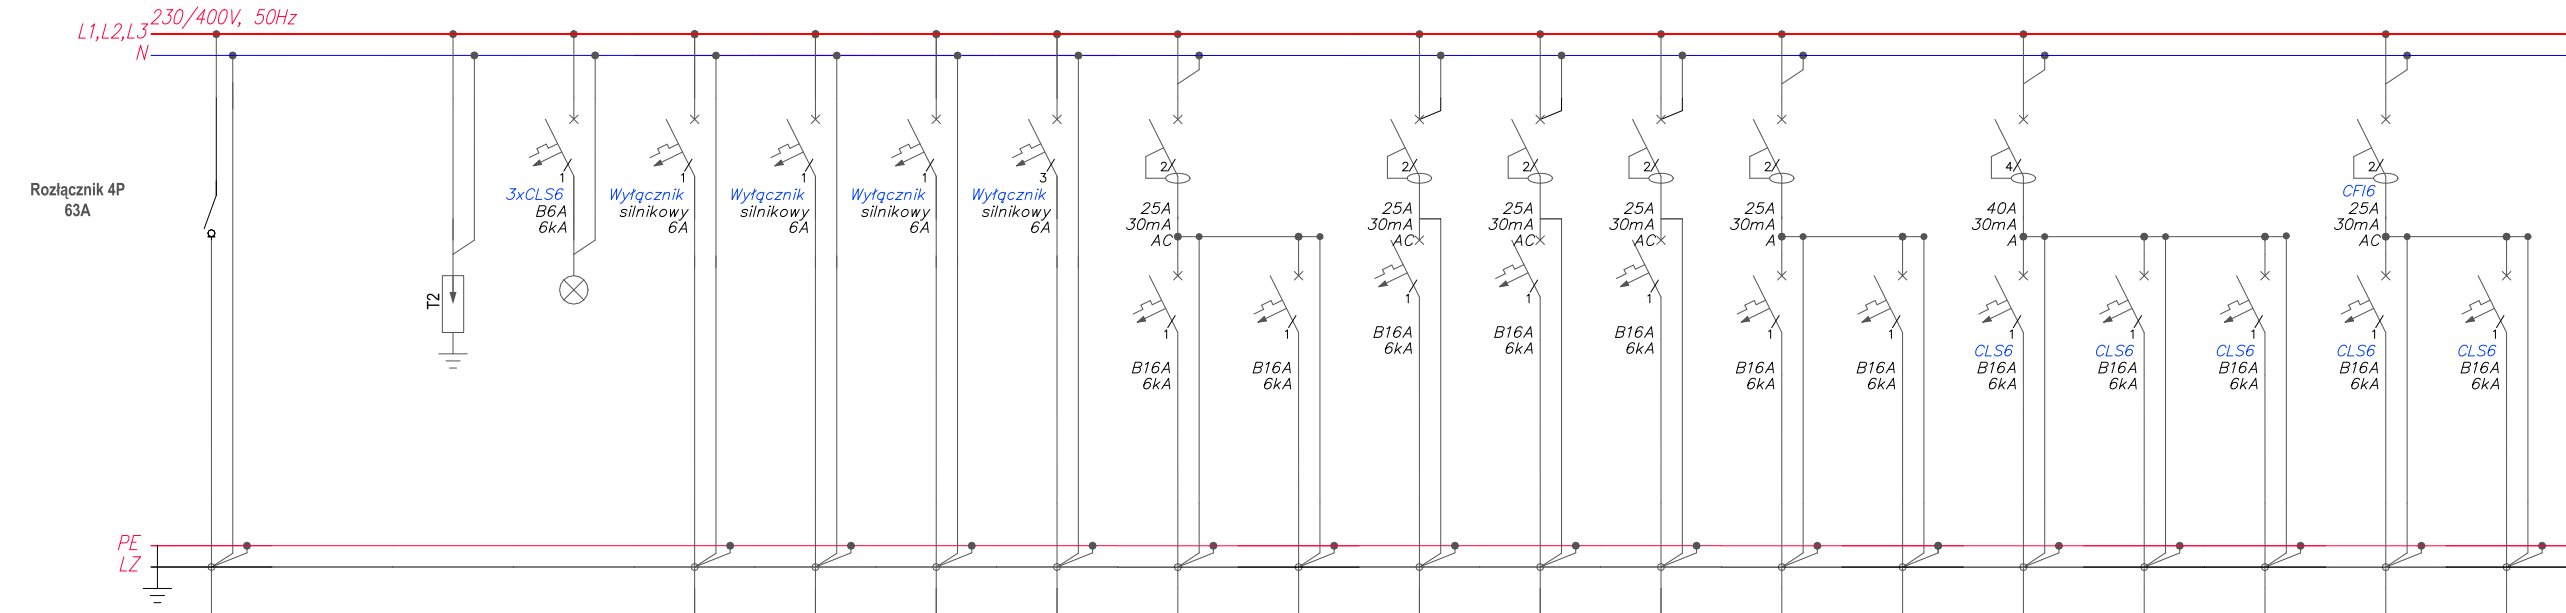 230/400V, 50Hz
L1,L2,L3
N
Rozłącznik 4P
63A
T2
1
3xCLS6
B6A
6kA
1
Wyłącznik
silnikowy
6A
1
Wyłącznik
silnikowy
6A
1
Wyłącznik
silnikowy
6A
3
Wyłącznik
silnikowy
6A
2
25A
30mA
AC
1
B16A
6kA
1
B16A
6kA
2
25A
30mA
AC
1
B16A
6kA
2
25A
30mA
AC
1
B16A
6kA
2
25A
30mA
AC
1
B16A
6kA
2
25A
30mA
A
1
B16A
6kA
1
B16A
6kA
4
40A
30mA
A
1
CLS6
B16A
6kA
1
CLS6
B16A
6kA
1
CLS6
B16A
6kA
2
CFI6
25A
30mA
AC
1
CLS6
B16A
6kA
1
CLS6
B16A
6kA
PE
LZ